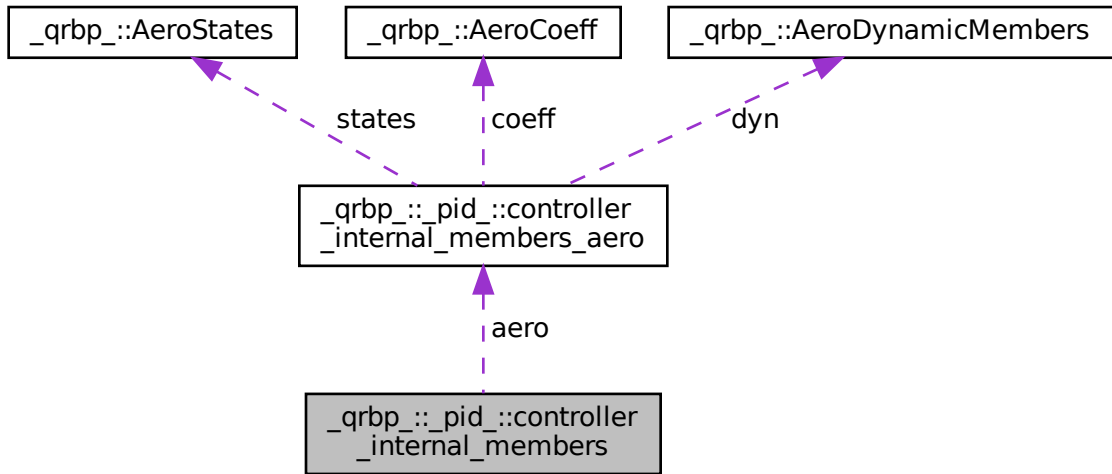 _qrbp_::AeroStates
_qrbp_::AeroCoeff
_qrbp_::AeroDynamicMembers
states
coeff
dyn
_qrbp_::_pid_::controller
_internal_members_aero
aero
_qrbp_::_pid_::controller
_internal_members